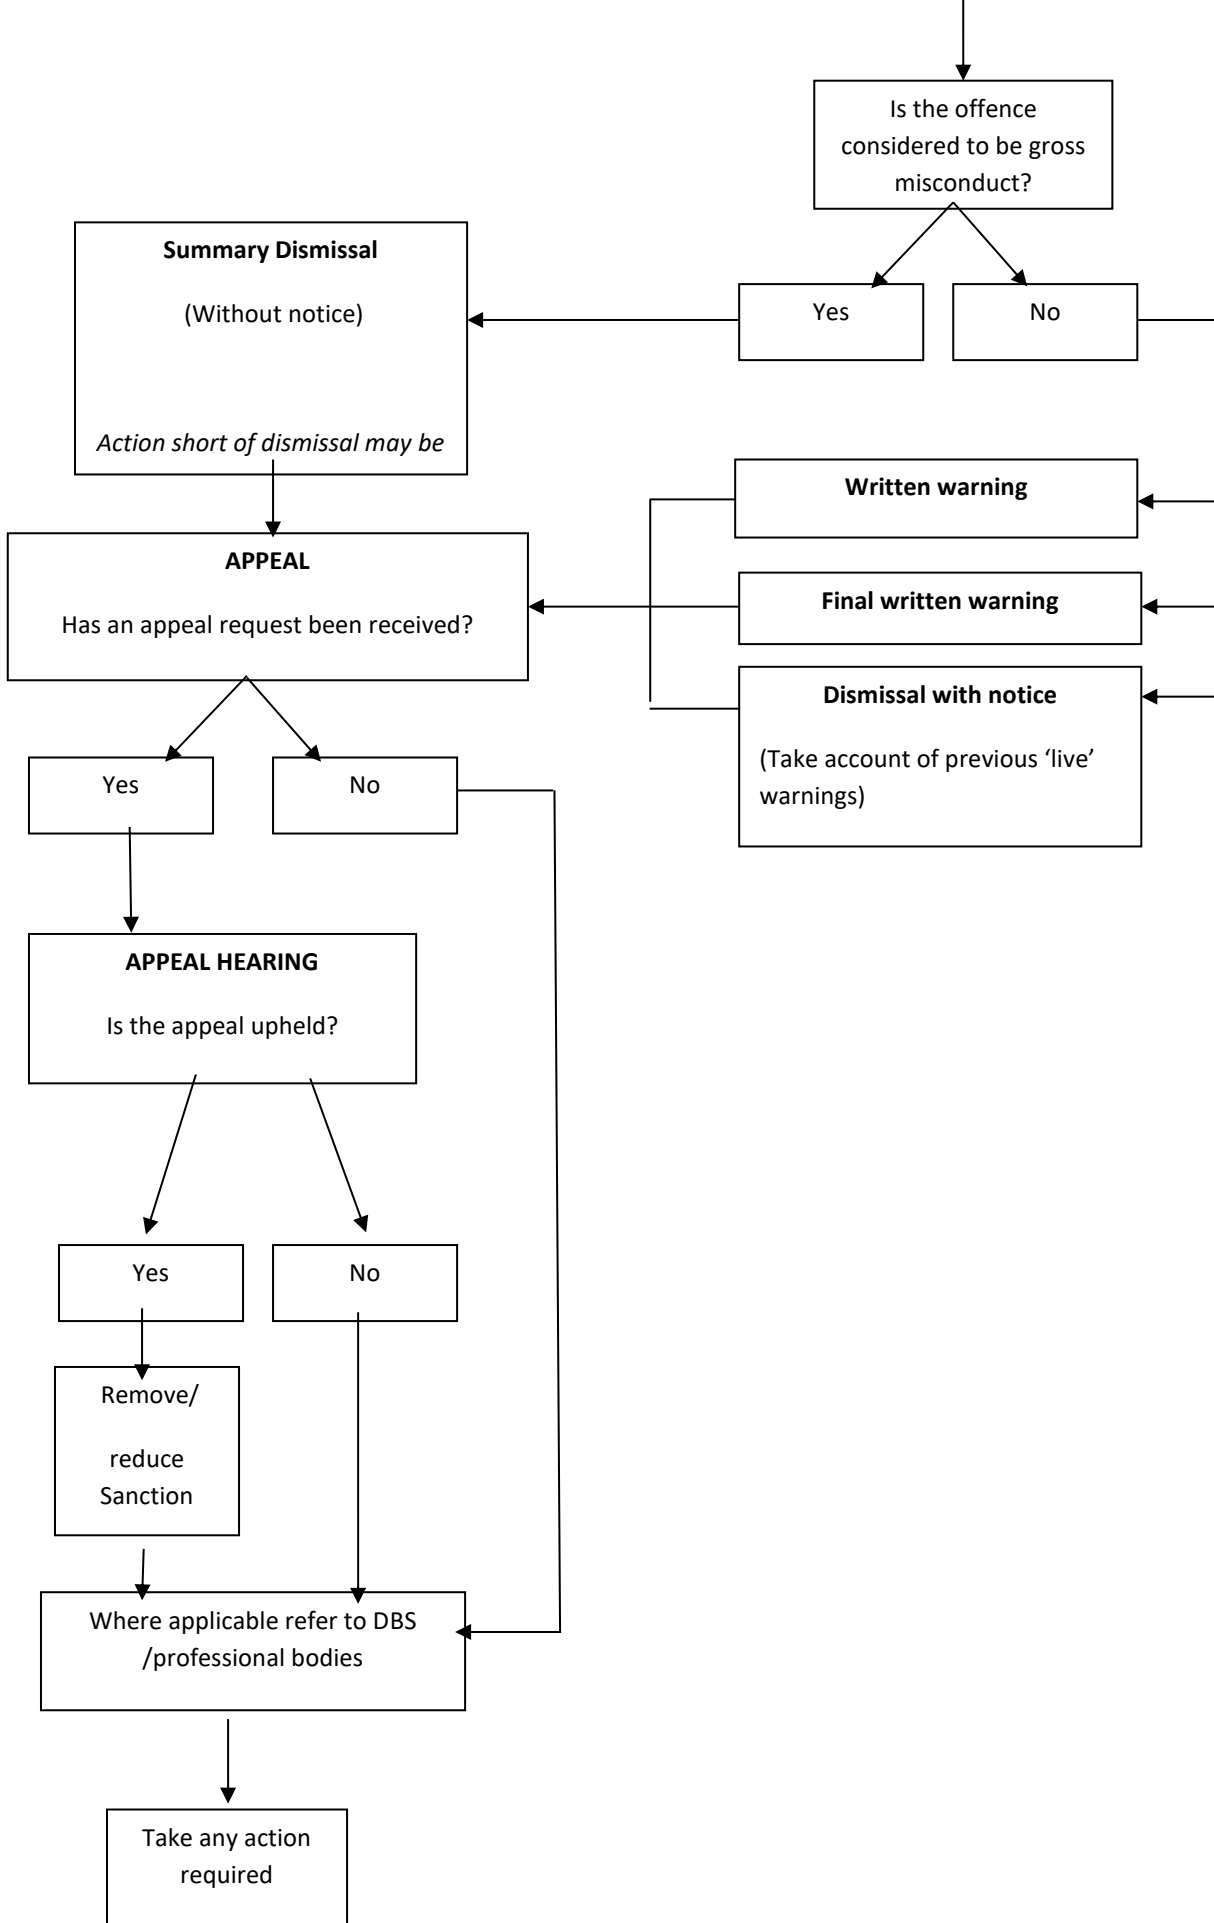 Is the offence
considered to be gross
misconduct?
Summary Dismissal
(Without notice)
Action short of dismissal may be
Yes
No
Written warning
Final written warning
Dismissal with notice
(Take account of previous ‘live’
warnings)
APPEAL
Has an appeal request been received?
Yes
No
APPEAL HEARING
Is the appeal upheld?
Yes
No
Remove/
reduce
Sanction
Where applicable refer to DBS
/professional bodies
Take any action
required